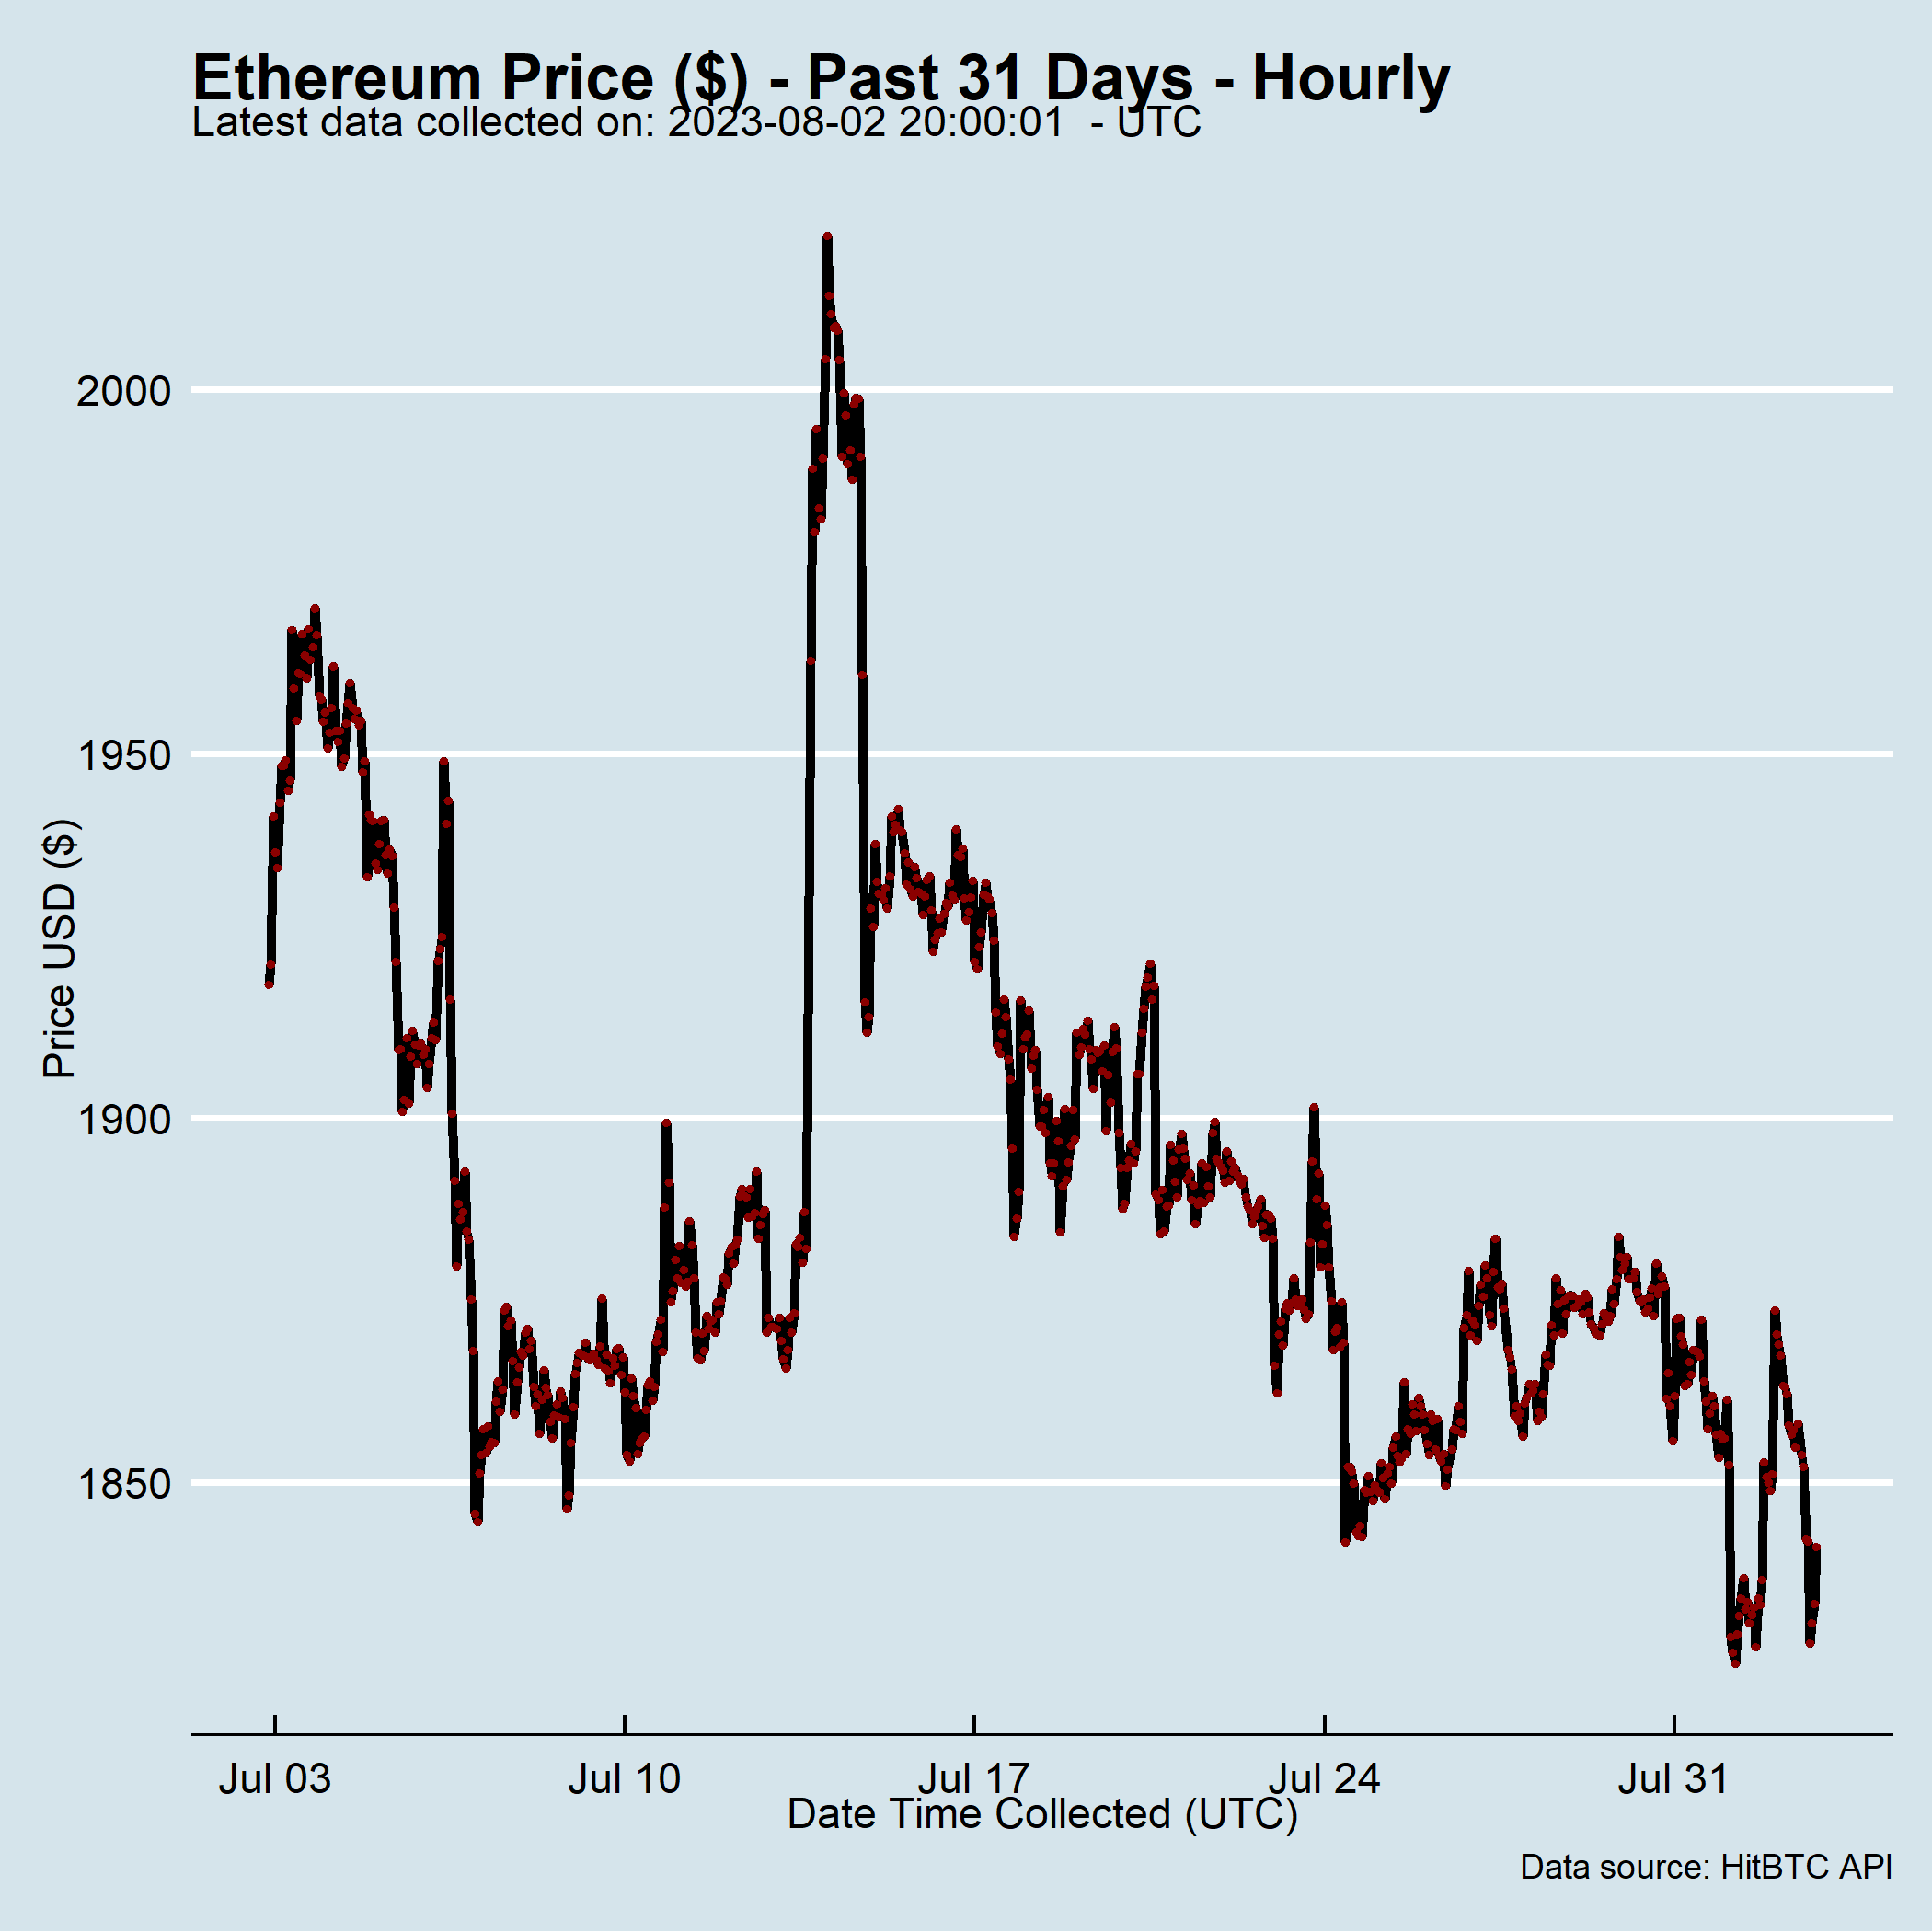 Ethereum Price ($) - Past 31 Days - Hourly
Latest data collected on: 2023-08-02 20:00:01  - UTC
Price USD ($)
2000
1950
1900
1850
Jul 03
Jul 10
Jul 17
Jul 24
Jul 31
Date Time Collected (UTC)
Data source: HitBTC API